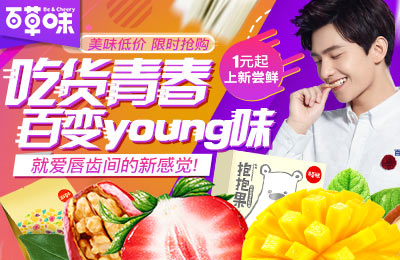 Be & Cheery
百草味
美味低价 限时抢购
1元起
上新尝鲜
吃货青春
百变young味
就爱唇齿间的新感觉!
抱抱果